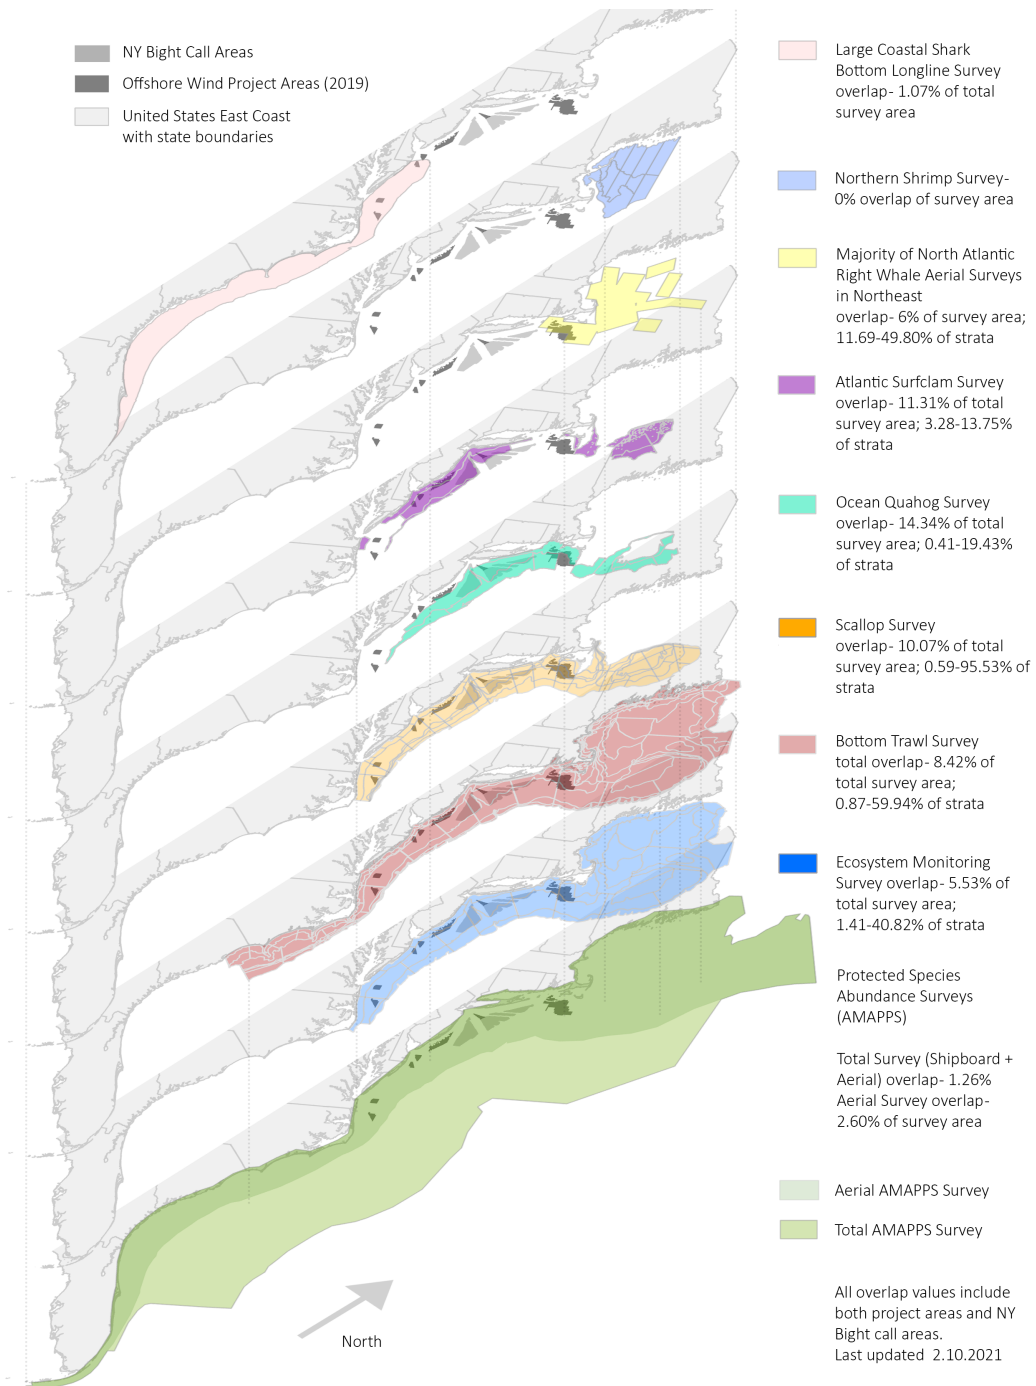 NY Bight Call Areas
Offshore Wind Project Areas (2019)
United States East Coast
with state boundaries
Large Coastal Shark
Bottom Longline Survey
overlap- 1.07% of total
survey area
Northern Shrimp Survey-
0% overlap of survey area
Majority of North Atlantic
Right Whale Aerial Surveys
in Northeast
overlap- 6% of survey area;
11.69-49.80% of strata
Atlantic Surfclam Survey
overlap- 11.31% of total
survey area; 3.28-13.75%
of strata
Ocean Quahog Survey
overlap- 14.34% of total
survey area; 0.41-19.43%
of strata
Scallop Survey
overlap- 10.07% of total
survey area; 0.59-95.53% of
strata
Bottom Trawl Survey
total overlap- 8.42% of
total survey area;
0.87-59.94% of strata
Ecosystem Monitoring
Survey overlap- 5.53% of
total survey area;
1.41-40.82% of strata
Protected Species
Abundance Surveys
(AMAPPS)
Total Survey (Shipboard +
Aerial) overlap- 1.26%
Aerial Survey overlap-
2.60% of survey area
Aerial AMAPPS Survey
Total AMAPPS Survey
All overlap values include
both project areas and NY
Bight call areas.
Last updated 2.10.2021
North